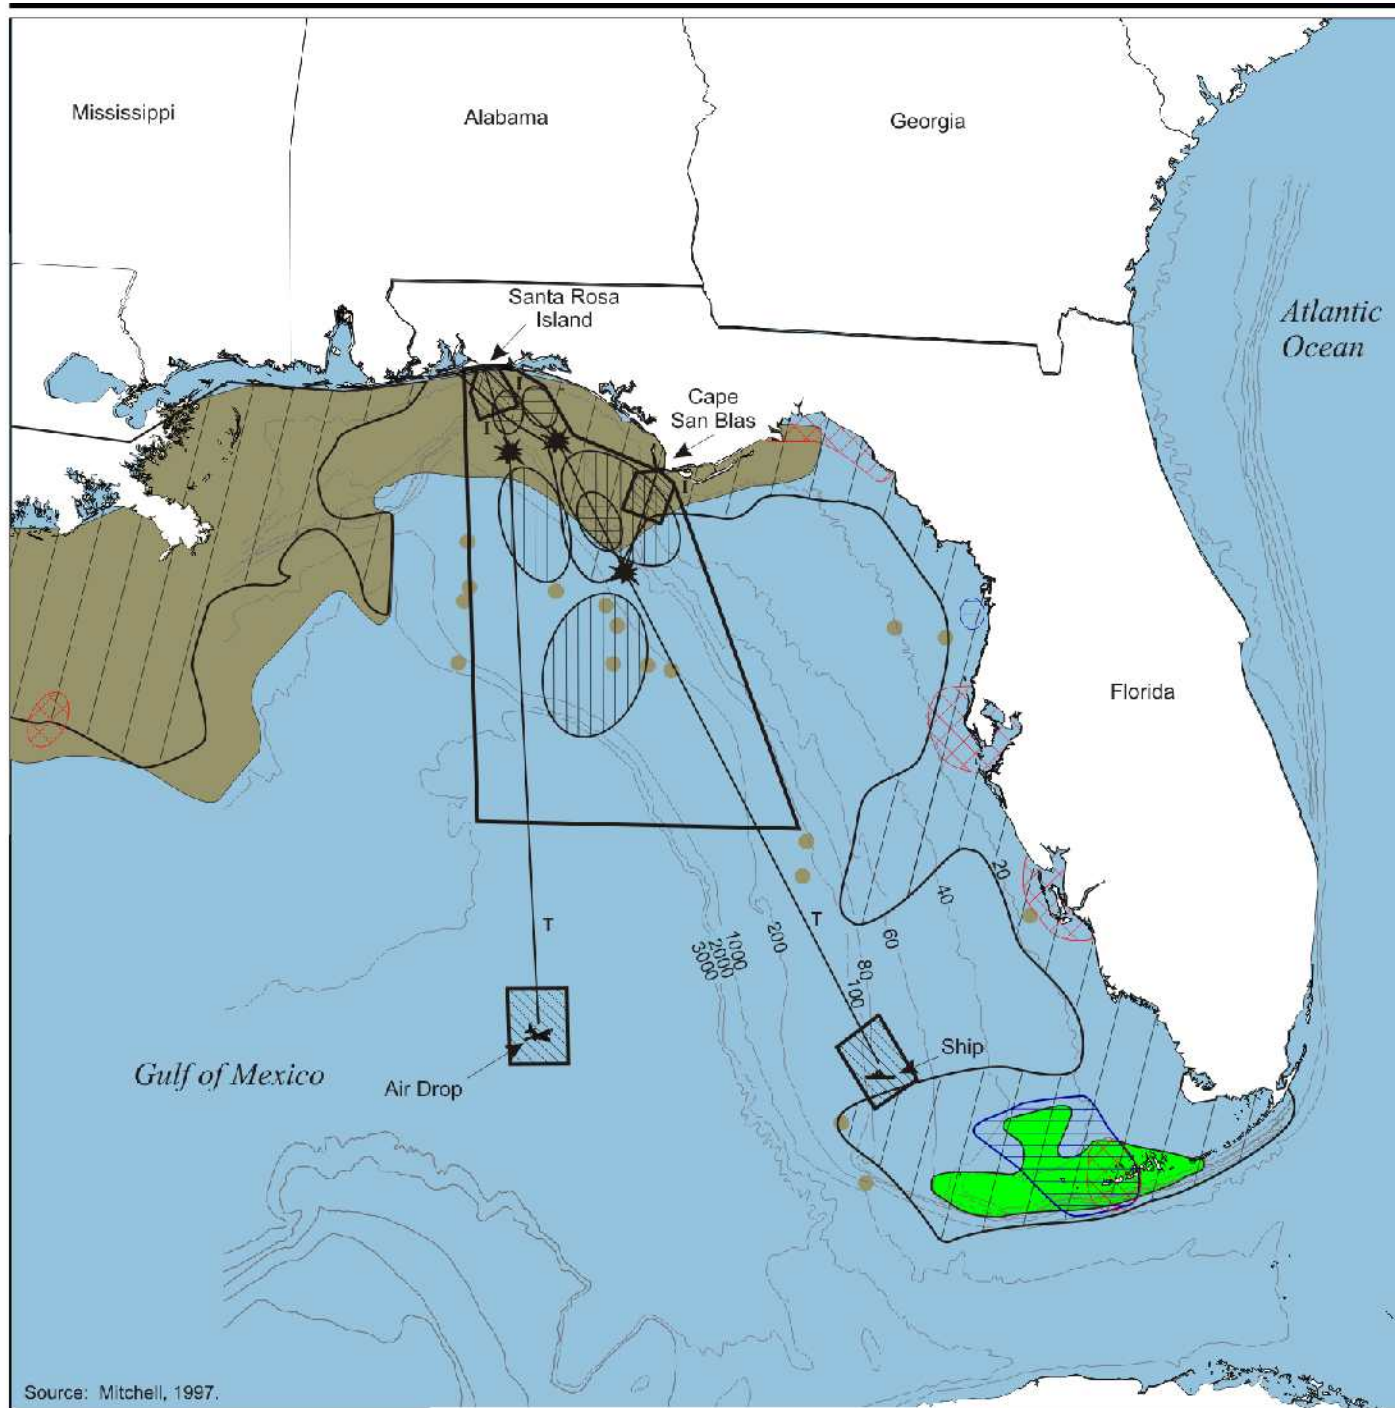 Mississippi
Alabama
Georgia
Santa Rosa
Island
Atlantic
Ocean
Cape
San Blas
I
I
I
Florida
20
40
60
80
100
200
1000
2000
3000
T
T
Ship
Gulf of Mexico
Air Drop
Source: Mitchell, 1997.